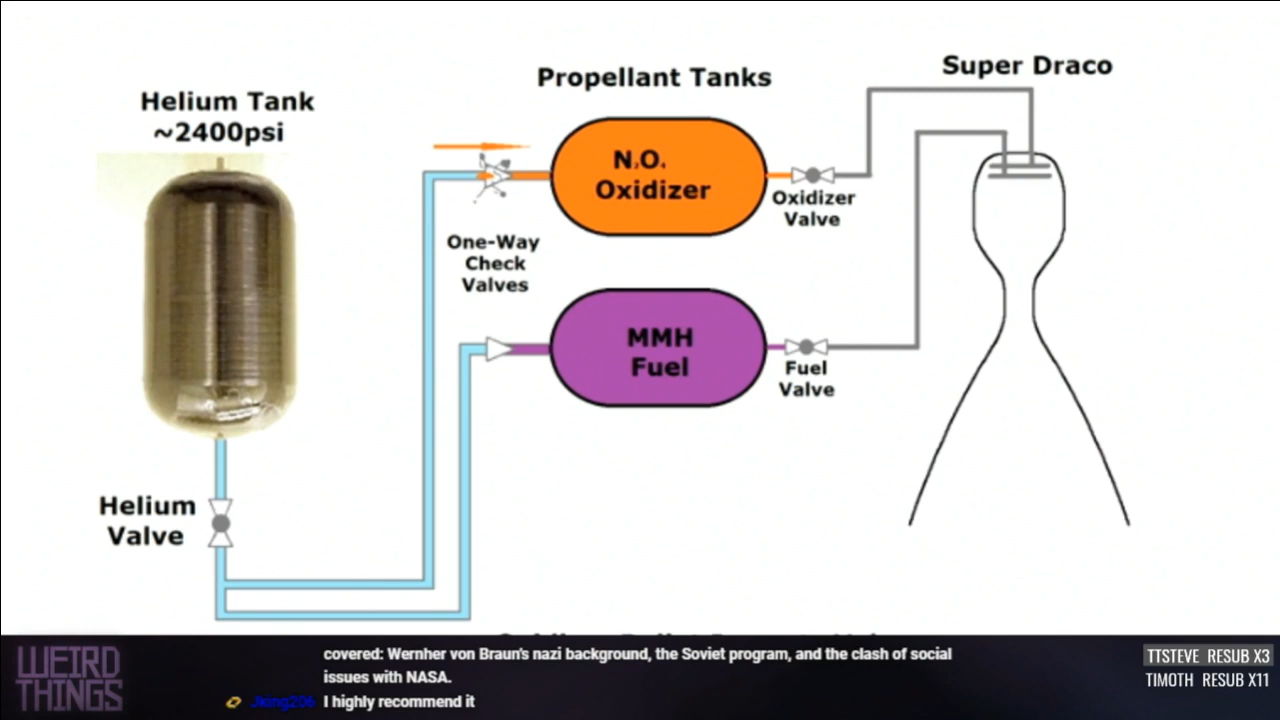 Super Draco
Propellant Tanks
Helium Tank
~2400psi
N₂O₄
Oxidizer
Oxidizer
Valve
One-Way
Check
Valves
MMH
Fuel
Fuel
Valve
Helium
Valve
WEIRD
THINGS
covered: Wernher von Braun's nazi background, the Soviet program, and the clash of social
issues with NASA.
Jking206 I highly recommend it
TTSTEVE RESUB X3
TIMOTH RESUB X11